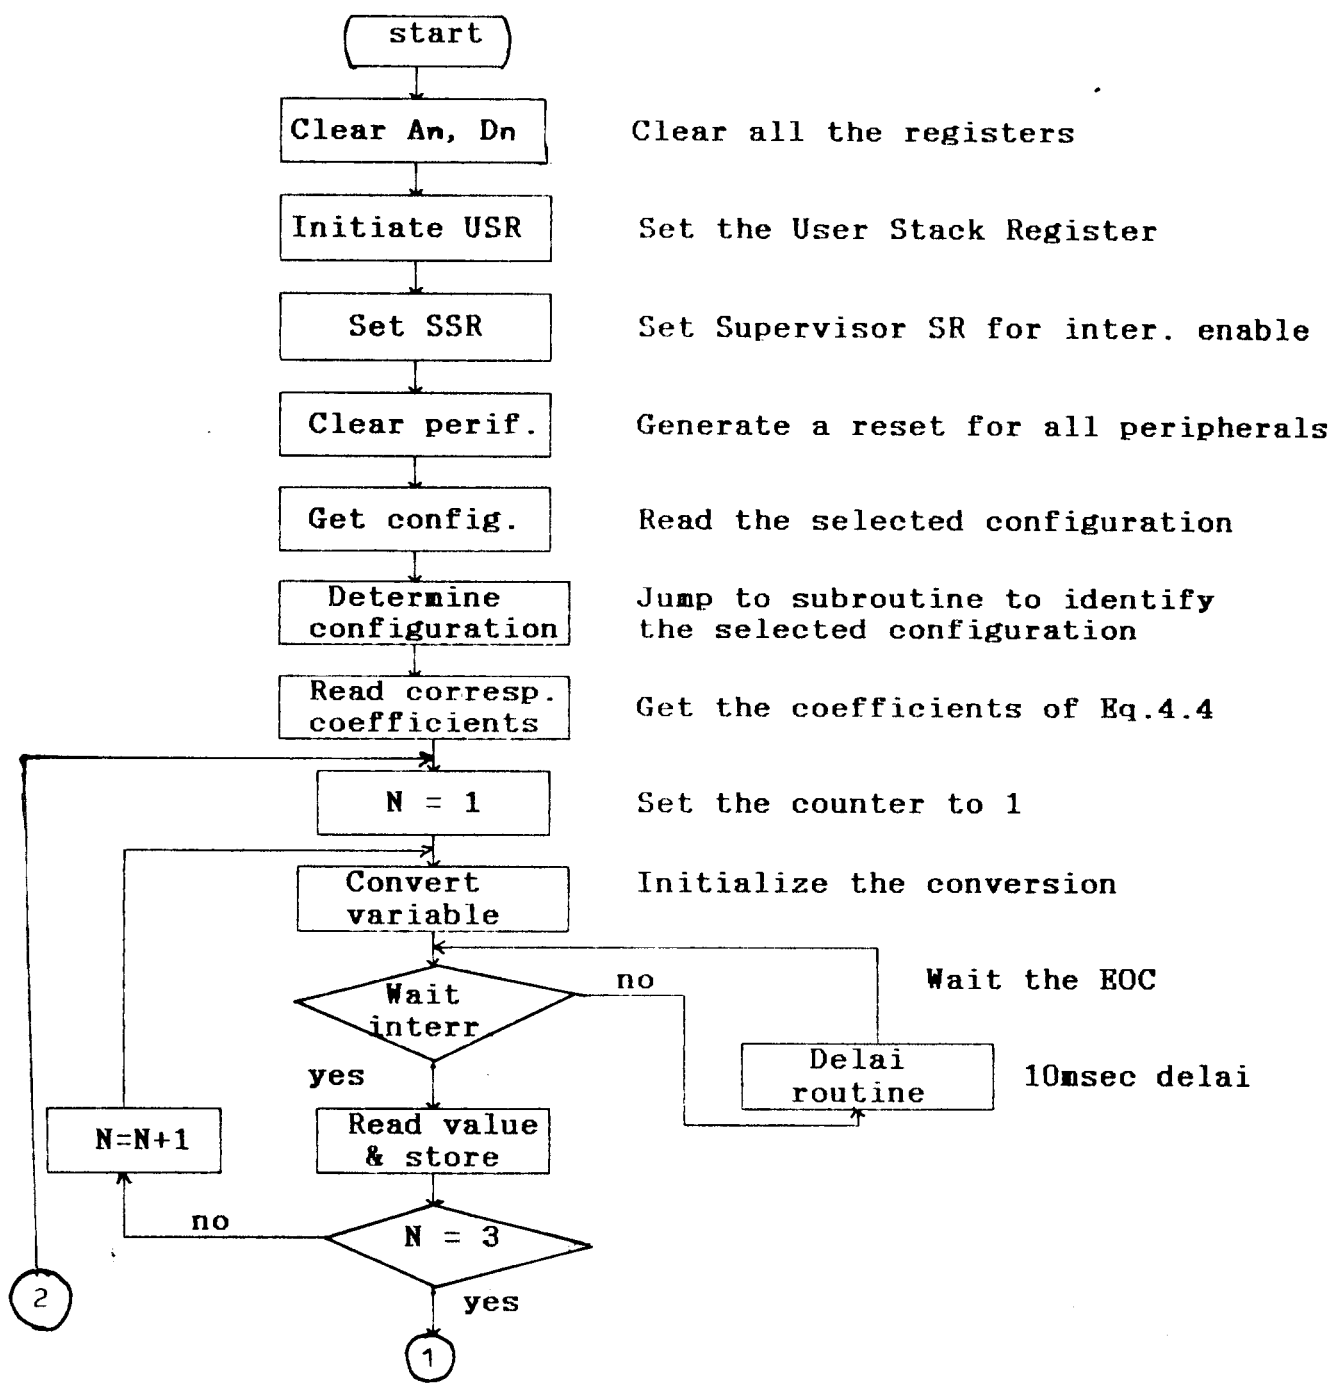 start
Clear An, Dn
Clear all the registers
Initiate USR
Set the User Stack Register
Set SSR
Set Supervisor SR for inter. enable
Clear perif.
Generate a reset for all peripherals
Get config.
Read the selected configuration
Determine
configuration
Jump to subroutine to identify
the selected configuration
Read corresp.
coefficients
Get the coefficients of Eq.4.4
N = 1
Set the counter to 1
Convert
variable
Initialize the conversion
Wait
interr.
no
Wait the EOC
Delai
routine
10msec delai
yes
N=N+1
Read value
& store
no
N = 3
2
yes
1